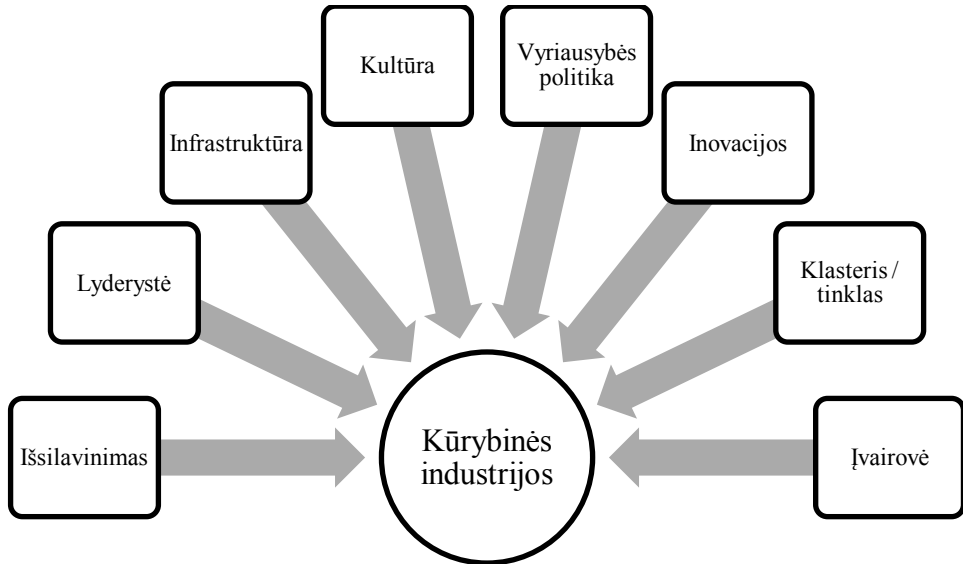 Kultūra
Vyriausybės
politika
Infrastruktūra
Inovacijos
Lyderystė
Klasteris /
tinklas
Išsilavinimas
Kūrybinės
industrijos
Įvairovė